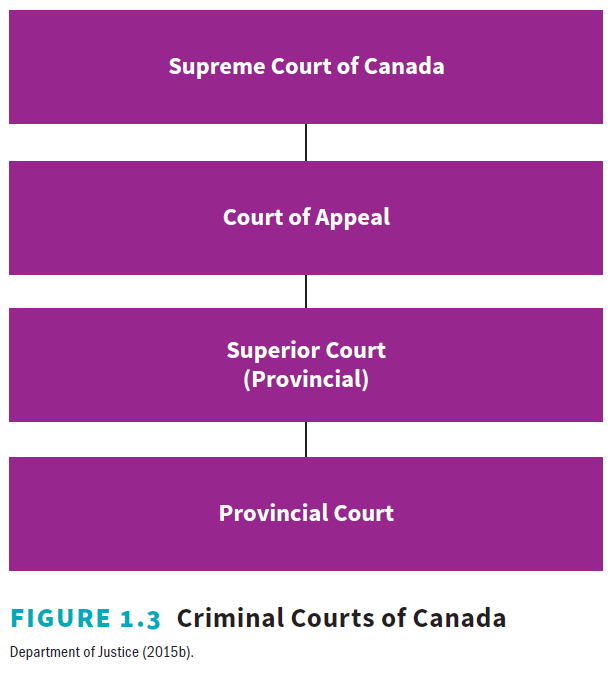 Supreme Court of Canada
Court of Appeal
Superior Court
(Provincial)
Provincial Court
FIGURE 1.3 Criminal Courts of Canada
Department of Justice (2015b).